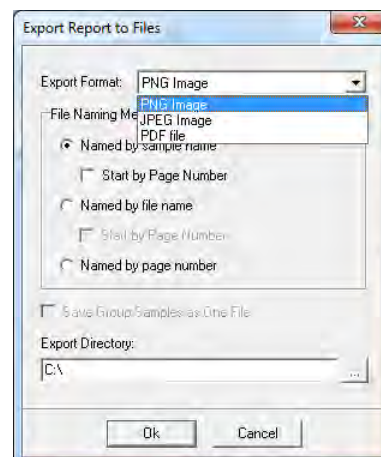 Export Report to Files
Export Format: PNG Image
PNG Image
JPEG Image
PDF file
File Naming Me
Named by sample name
Start by Page Number
Named by file name
Start by Page Number
Named by page number
Save Group Samples as One File
Export Directory:
C:\
...
Ok Cancel